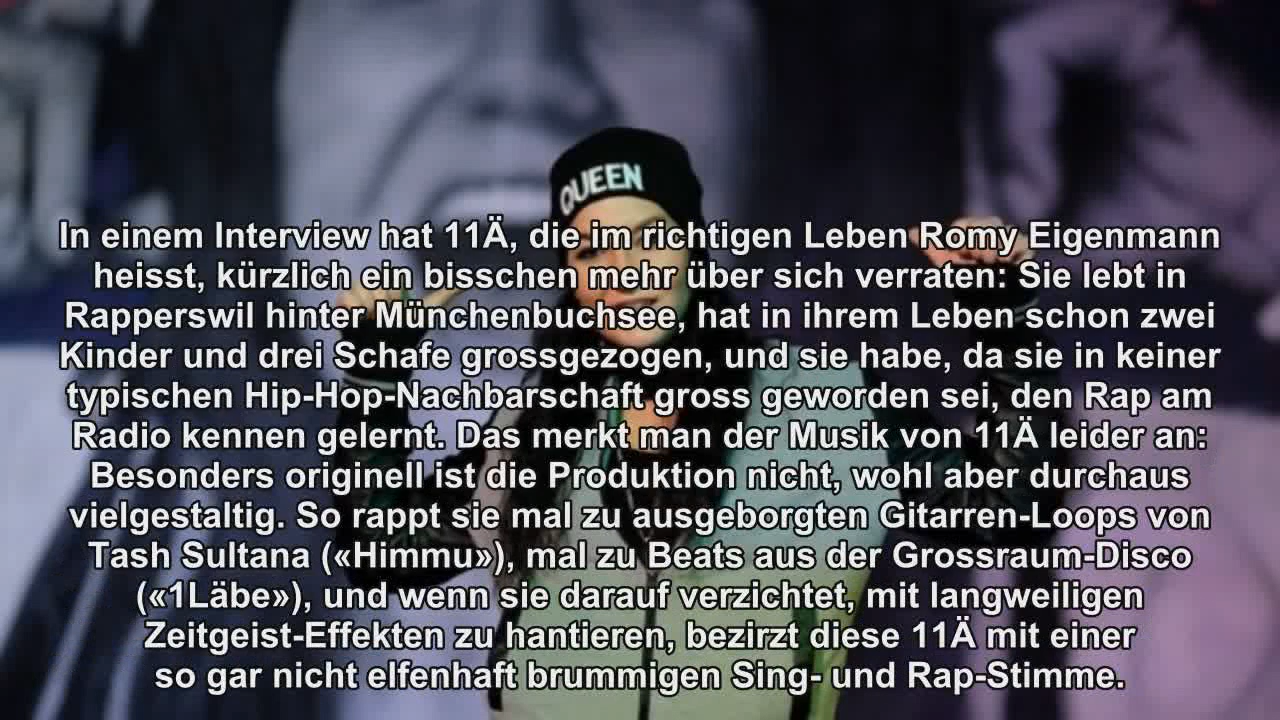 QUEEN
In einem Interview hat 11Ä, die im richtigen Leben Romy Eigenmann
heisst, kürzlich ein bisschen mehr über sich verraten: Sie lebt in
Rapperswil hinter Münchenbuchsee, hat in ihrem Leben schon zwei
Kinder und drei Schafe grossgezogen, und sie habe, da sie in keiner
typischen Hip-Hop-Nachbarschaft gross geworden sei, den Rap am
Radio kennen gelernt. Das merkt man der Musik von 11Ä leider an:
Besonders originell ist die Produktion nicht, wohl aber durchaus
vielgestaltig. So rappt sie mal zu ausgeborgten Gitarren-Loops von
Tash Sultana («Himmu»), mal zu Beats aus der Grossraum-Disco
(«1Läbe»), und wenn sie darauf verzichtet, mit langweiligen
Zeitgeist-Effekten zu hantieren, bezirzt diese 11Ä mit einer
so gar nicht elfenhaft brummigen Sing- und Rap-Stimme.